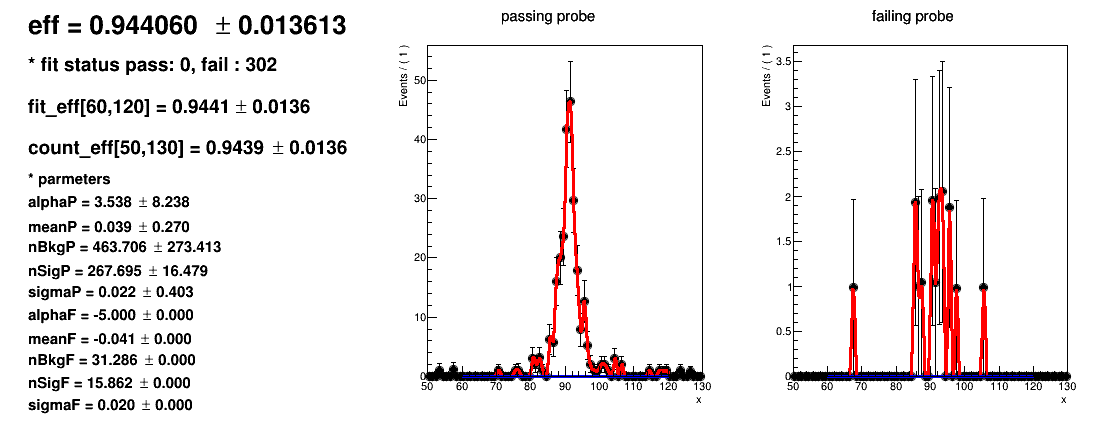 eff = 0.944060 ± 0.013613
* fit status pass: 0, fail : 302
fit_eff[60,120] = 0.9441 ± 0.0136
count_eff[50,130] = 0.9439 ± 0.0136
* parmeters
alphaP = 3.538 ± 8.238
meanP = 0.039 ± 0.270
nBkgP = 463.706 ± 273.413
nSigP = 267.695 ± 16.479
sigmaP = 0.022 ± 0.403
alphaF = -5.000 ± 0.000
meanF = -0.041 ± 0.000
nBkgF = 31.286 ± 0.000
nSigF = 15.862 ± 0.000
sigmaF = 0.020 ± 0.000
passing probe
Events / ( 1 )
50
40
30
20
10
0
50 60 70 80 90 100 110 120 130
x
failing probe
Events / ( 1 )
3.5
3
2.5
2
1.5
1
0.5
0
50 60 70 80 90 100 110 120 130
x